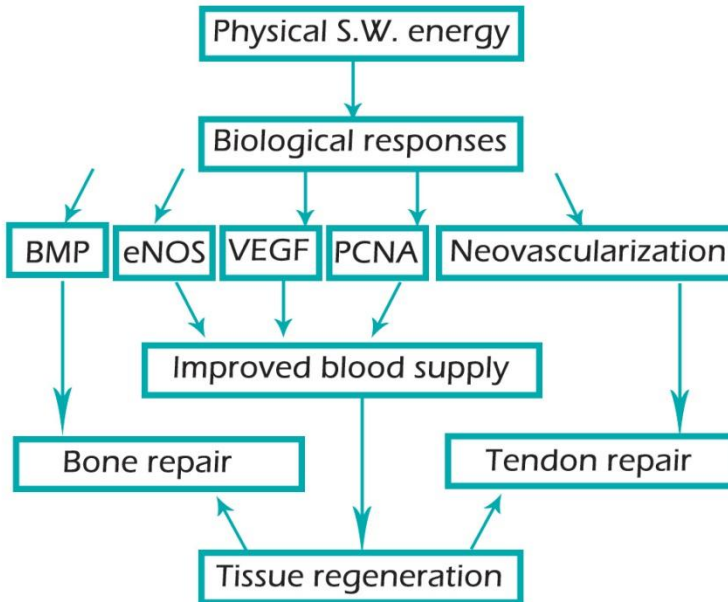 Physical S.W. energy
Biological responses
BMP
eNOS
VEGF
PCNA
Neovascularization
Improved blood supply
Bone repair
Tendon repair
Tissue regeneration